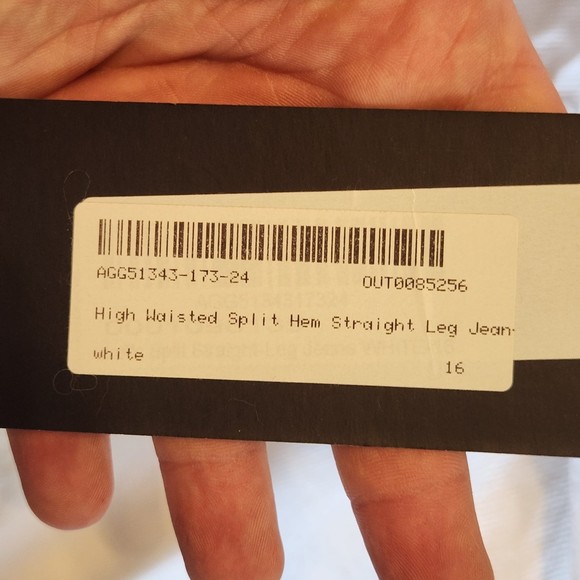 AGG51343-173-24 OUT0085256
High Waisted Split Hem Straight Leg Jean
white 16